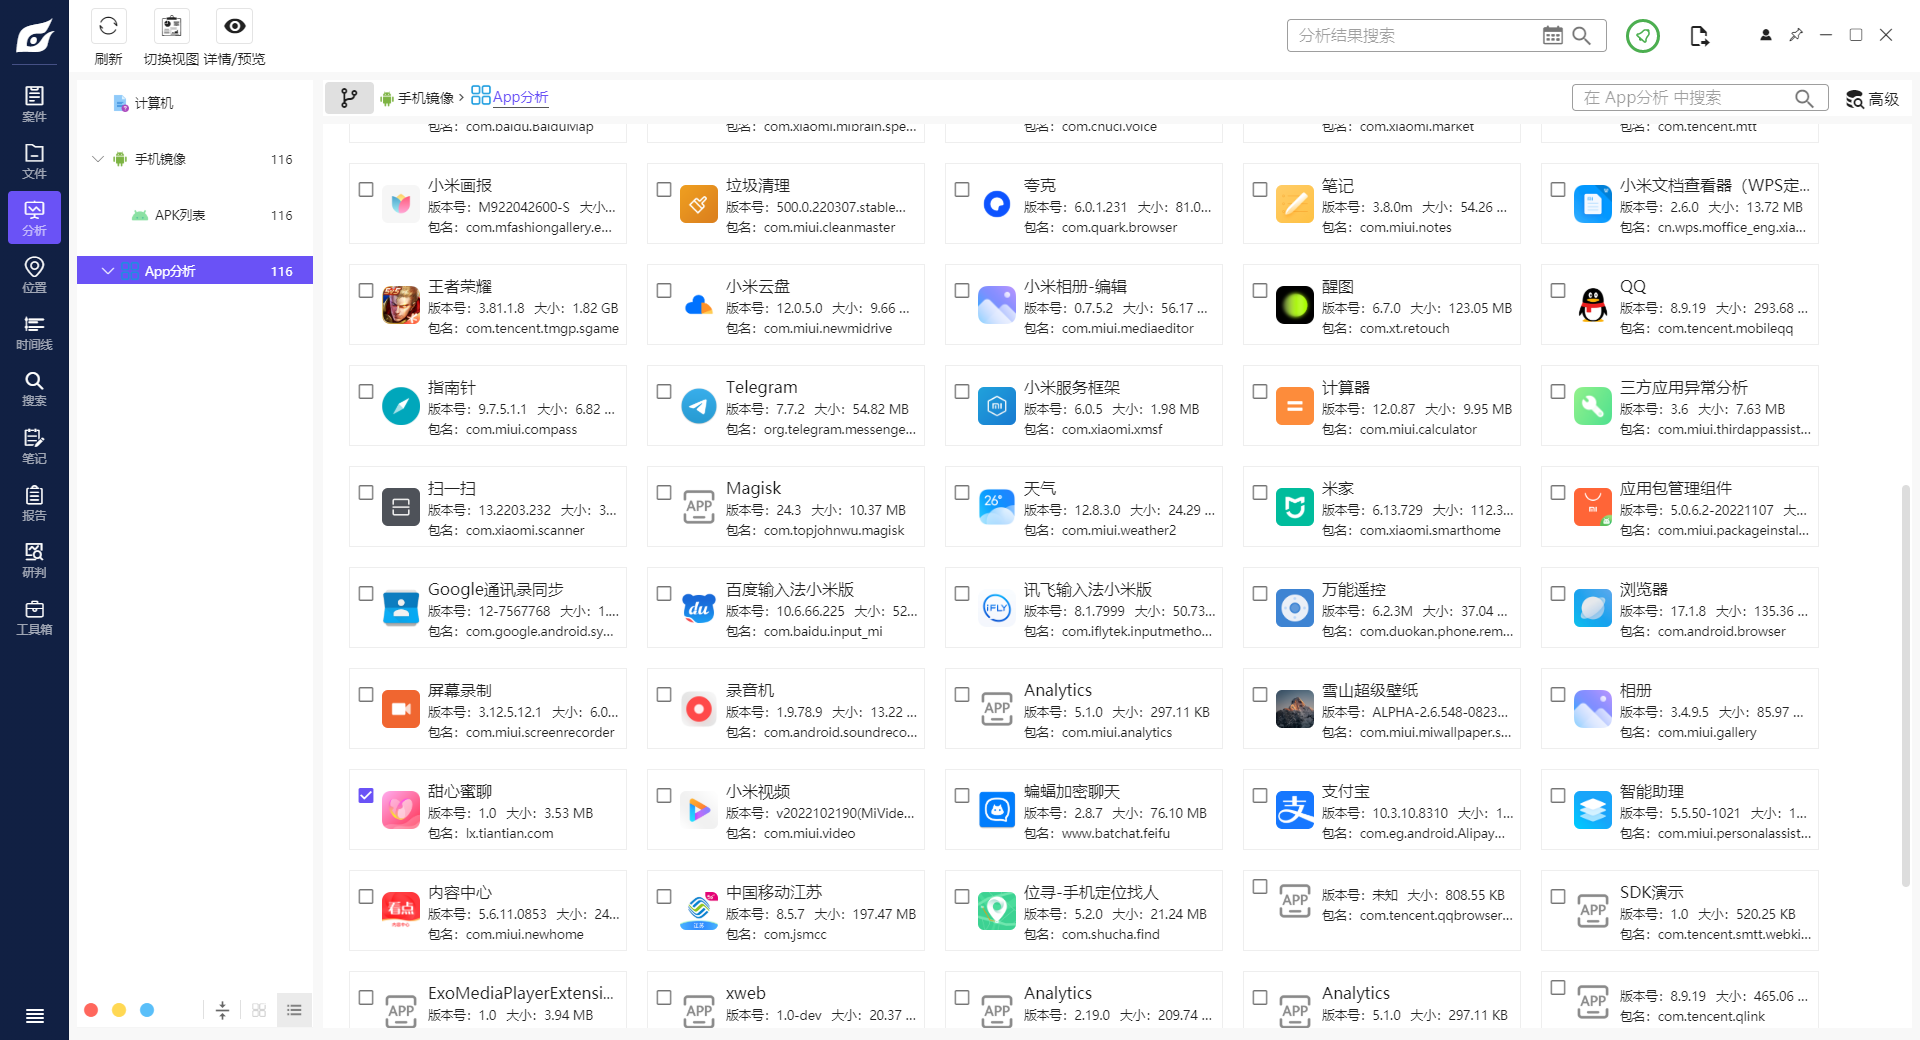 刷新
切换视图
详情/预览
分析结果搜索
案件
文件
分析
位置
时间线
搜索
笔记
报告
研判
工具箱
计算机
手机镜像 116
APK列表 116
App分析 116
手机镜像 › App分析
在 App分析 中搜索
高级
包名：com.baidu.BaiduMap
包名：com.xiaomi.mibrain.spe...
包名：com.chuci.voice
包名：com.xiaomi.market
包名：com.tencent.mtt
小米画报
版本号：M922042600-S 大小...
包名：com.mfashiongallery.e...
垃圾清理
版本号：500.0.220307.stable...
包名：com.miui.cleanmaster
夸克
版本号：6.0.1.231 大小：81.0...
包名：com.quark.browser
笔记
版本号：3.8.0m 大小：54.26 ...
包名：com.miui.notes
小米文档查看器（WPS定...
版本号：2.6.0 大小：13.72 MB
包名：cn.wps.moffice_eng.xia...
王者荣耀
版本号：3.81.1.8 大小：1.82 GB
包名：com.tencent.tmgp.sgame
小米云盘
版本号：12.0.5.0 大小：9.66 ...
包名：com.miui.newmidrive
小米相册-编辑
版本号：0.7.5.2 大小：56.17 ...
包名：com.miui.mediaeditor
醒图
版本号：6.7.0 大小：123.05 MB
包名：com.xt.retouch
QQ
版本号：8.9.19 大小：293.68 ...
包名：com.tencent.mobileqq
指南针
版本号：9.7.5.1.1 大小：6.82 ...
包名：com.miui.compass
Telegram
版本号：7.7.2 大小：54.82 MB
包名：org.telegram.messenge...
小米服务框架
版本号：6.0.5 大小：1.98 MB
包名：com.xiaomi.xmsf
计算器
版本号：12.0.87 大小：9.95 MB
包名：com.miui.calculator
三方应用异常分析
版本号：3.6 大小：7.63 MB
包名：com.miui.thirdappassist...
扫一扫
版本号：13.2203.232 大小：3...
包名：com.xiaomi.scanner
APP
Magisk
版本号：24.3 大小：10.37 MB
包名：com.topjohnwu.magisk
26°
天气
版本号：12.8.3.0 大小：24.29 ...
包名：com.miui.weather2
米家
版本号：6.13.729 大小：112.3...
包名：com.xiaomi.smarthome
应用包管理组件
版本号：5.0.6.2-20221107 大...
包名：com.miui.packageinstal...
Google通讯录同步
版本号：12-7567768 大小：1....
包名：com.google.android.sy...
du
百度输入法小米版
版本号：10.6.66.225 大小：52...
包名：com.baidu.input_mi
iFLY
讯飞输入法小米版
版本号：8.1.7999 大小：50.73...
包名：com.iflytek.inputmetho...
万能遥控
版本号：6.2.3M 大小：37.04 ...
包名：com.duokan.phone.rem...
浏览器
版本号：17.1.8 大小：135.36 ...
包名：com.android.browser
屏幕录制
版本号：3.12.5.12.1 大小：6.0...
包名：com.miui.screenrecorder
录音机
版本号：1.9.78.9 大小：13.22 ...
包名：com.android.soundreco...
APP
Analytics
版本号：5.1.0 大小：297.11 KB
包名：com.miui.analytics
雪山超级壁纸
版本号：ALPHA-2.6.548-0823...
包名：com.miui.miwallpaper.s...
相册
版本号：3.4.9.5 大小：85.97 ...
包名：com.miui.gallery
甜心蜜聊
版本号：1.0 大小：3.53 MB
包名：lx.tiantian.com
小米视频
版本号：v2022102190(MiVide...
包名：com.miui.video
蝙蝠加密聊天
版本号：2.8.7 大小：76.10 MB
包名：www.batchat.feifu
支
支付宝
版本号：10.3.10.8310 大小：1...
包名：com.eg.android.Alipay...
智能助理
版本号：5.5.50-1021 大小：1...
包名：com.miui.personalassist...
看点
内容中心
版本号：5.6.11.0853 大小：24...
包名：com.miui.newhome
江苏
中国移动江苏
版本号：8.5.7 大小：197.47 MB
包名：com.jsmcc
位寻-手机定位找人
版本号：5.2.0 大小：21.24 MB
包名：com.shucha.find
APP
版本号：未知 大小：808.55 KB
包名：com.tencent.qqbrowser...
APP
SDK演示
版本号：1.0 大小：520.25 KB
包名：com.tencent.smtt.webki...
APP
ExoMediaPlayerExtensi...
版本号：1.0 大小：3.94 MB
APP
xweb
版本号：1.0-dev 大小：20.37 ...
APP
Analytics
版本号：2.19.0 大小：209.74 ...
APP
Analytics
版本号：5.1.0 大小：297.11 KB
APP
版本号：8.9.19 大小：465.06 ...
包名：com.tencent.qlink